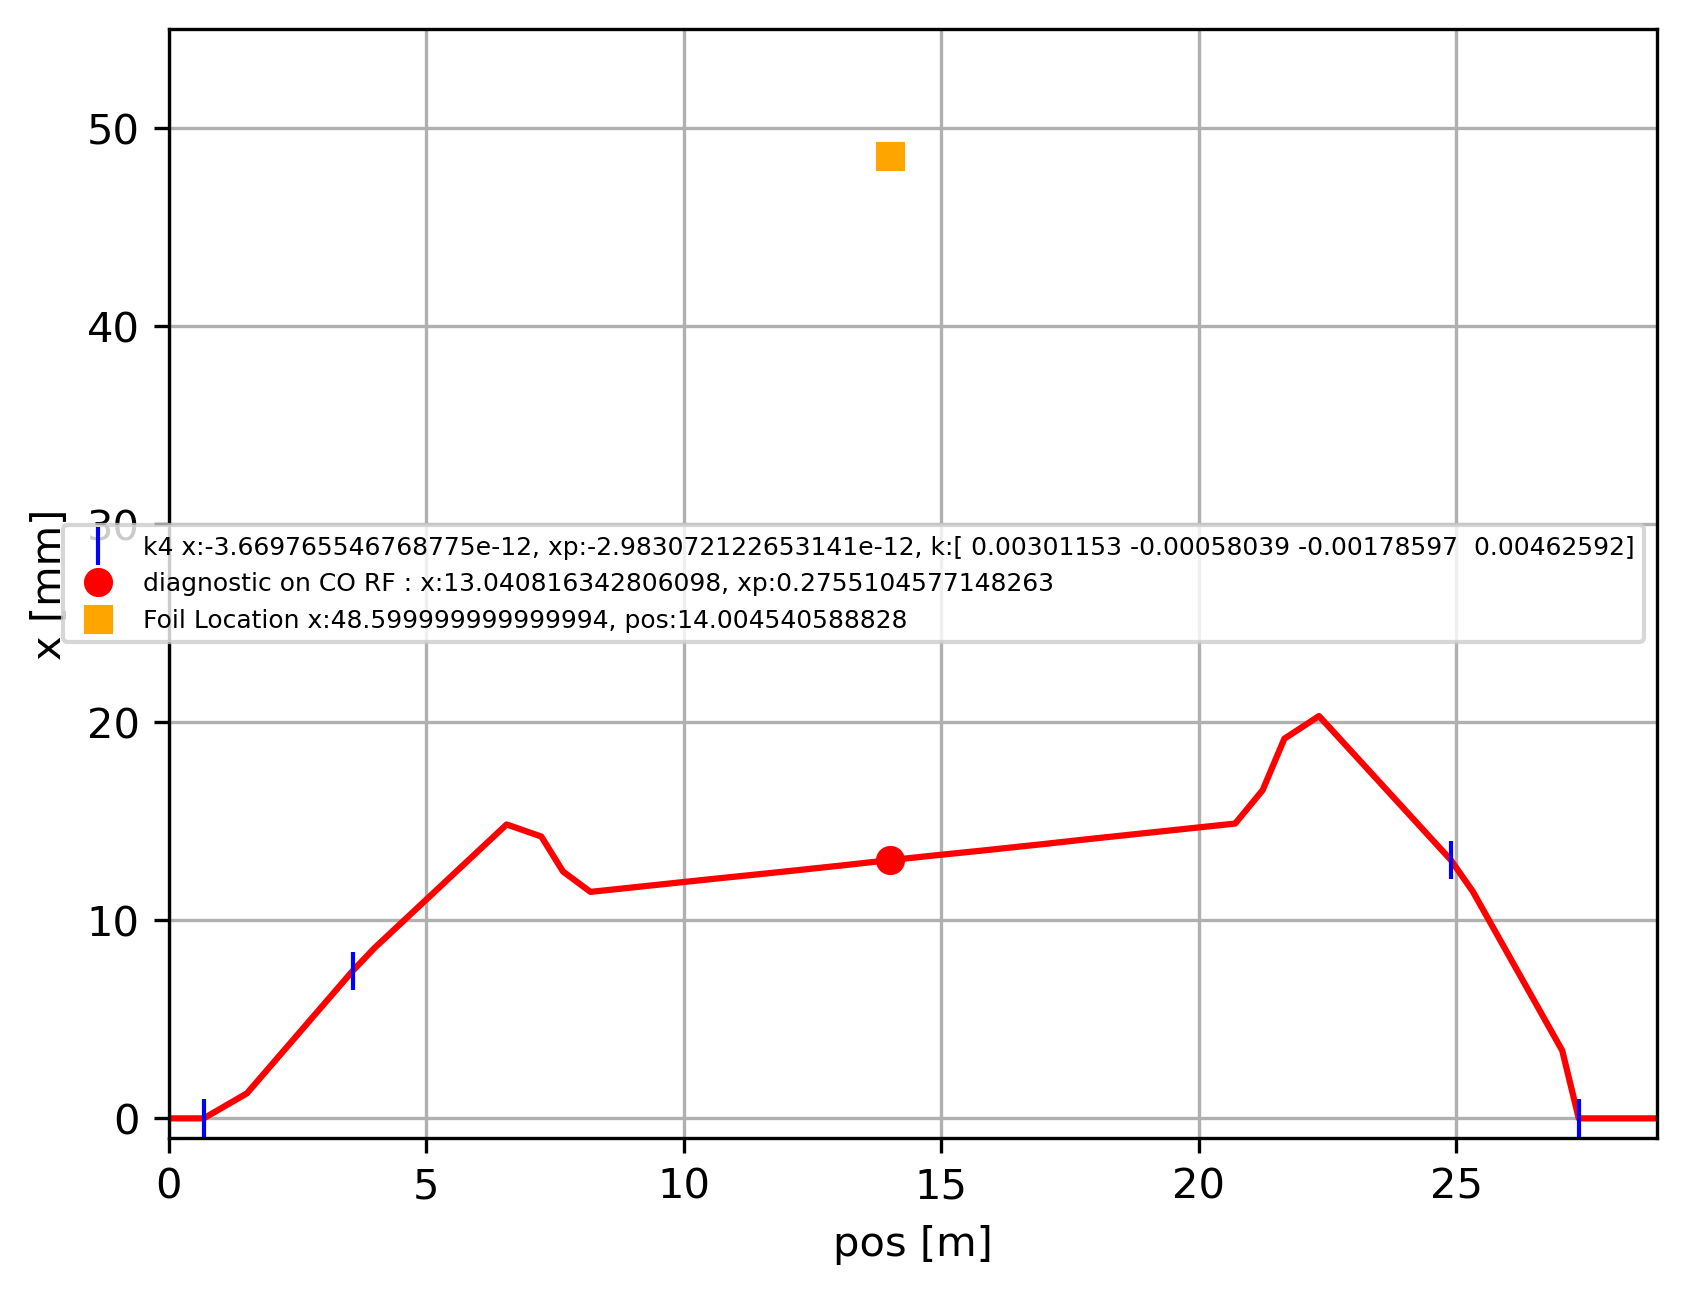 50
40
30
x [mm]
k4 x:-3.669765546768775e-12, xp:-2.983072122653141e-12, k:[ 0.00301153 -0.00058039 -0.00178597  0.00462592]
diagnostic on CO RF : x:13.040816342806098, xp:0.2755104577148263
Foil Location x:48.599999999999994, pos:14.004540588828
20
10
0
0 5 10 15 20 25
pos [m]